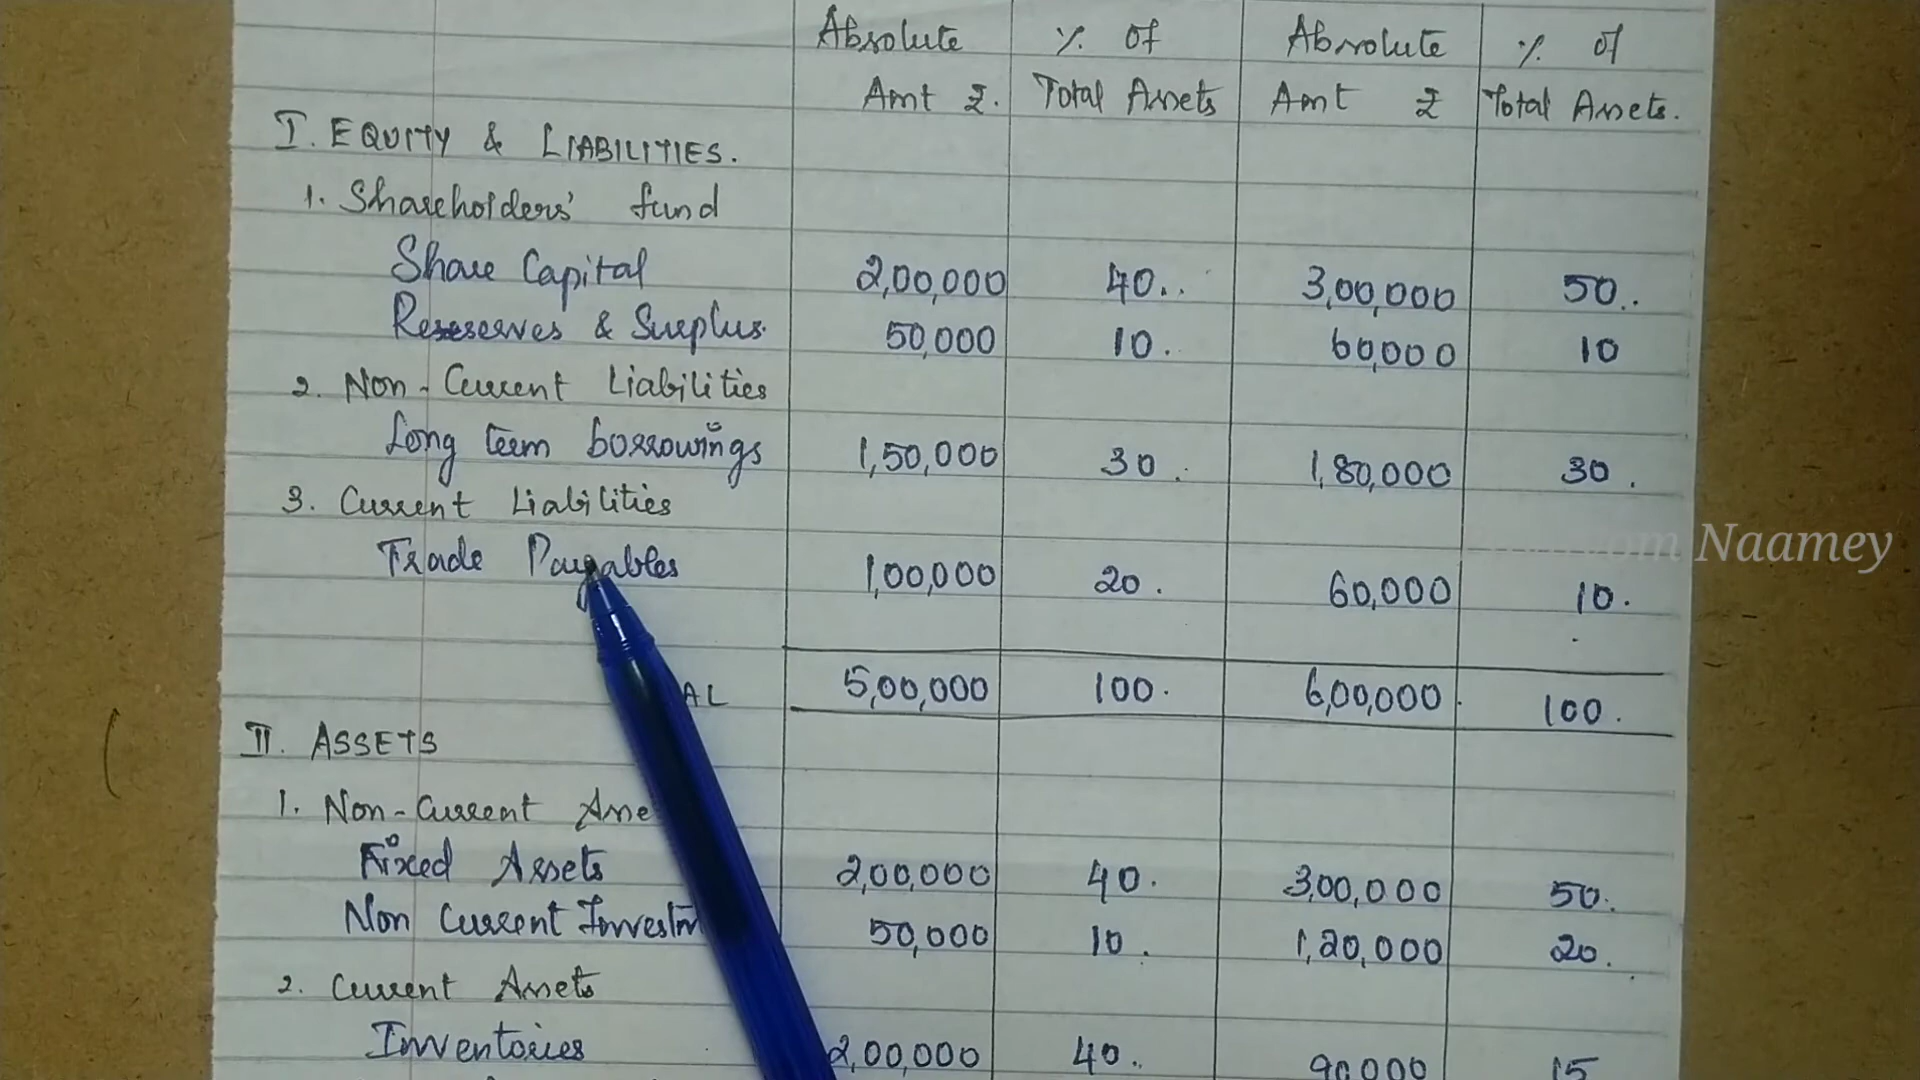 Absolute % of Absolute % of
Amt ₹. Total Assets Amt ₹ Total Assets.
I. EQUITY & LIABILITIES.
1. Shareholders' fund
Share Capital 2,00,000 40.. 3,00,000 50..
Reseserves & Surplus. 50,000 10. 60,000 10
2. Non-Current Liabilities
Long term borrowings 1,50,000 30. 1,80,000 30.
3. Current Liabilities
Trade Payables 1,00,000 20. 60,000 10.
AL 5,00,000 100. 6,00,000. 100.
II. ASSETS
1. Non-Current Asse
Fixed Assets 2,00,000 40. 3,00,000 50.
Non Current Investm 50,000 10. 1,20,000 20.
2. Current Assets
Inventories 2,00,000 40.. 90,000 15
Naamey